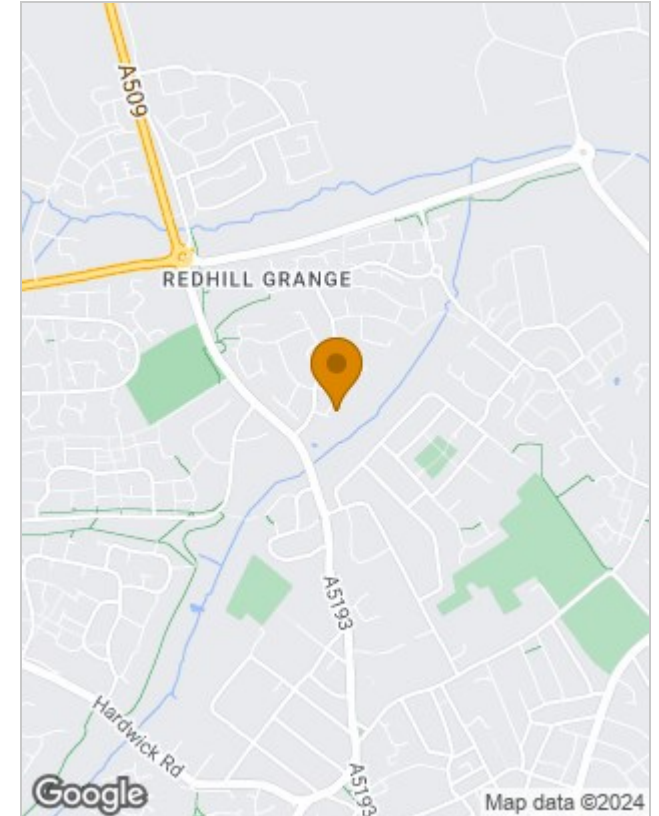 A509
REDHILL GRANGE
A5193
Hardwick Rd
A5193
Google
Map data ©2024